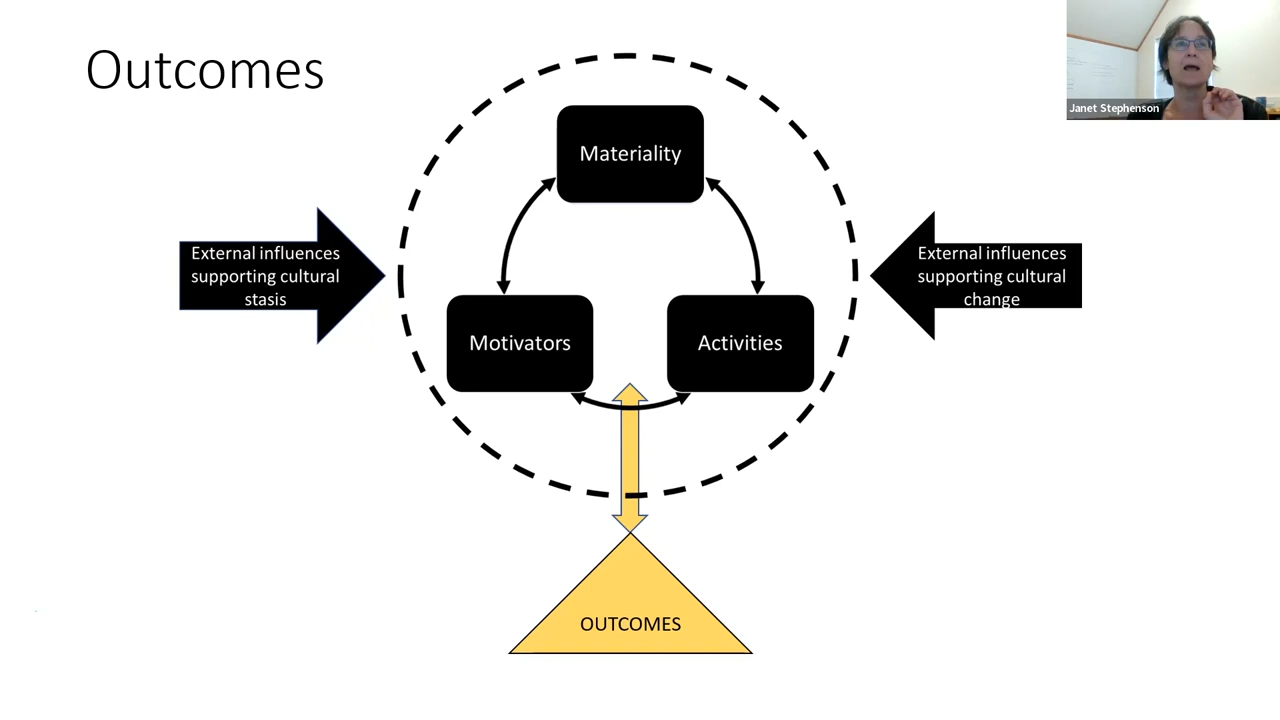 Outcomes
Janet Stephenson
Materiality
External influences
supporting cultural
stasis
External influences
supporting cultural
change
Motivators
Activities
OUTCOMES